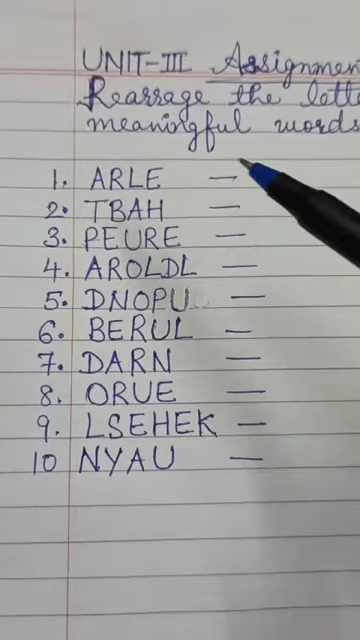 UNIT-III Assignmen
Rearrage the lette
meaningful words
1. ARLE —
2. TBAH —
3. PEURE —
4. AROLDL —
5. DNOPU —
6. BERUL —
7. DARN —
8. ORUE —
9. LSEHEK —
10 NYAU —